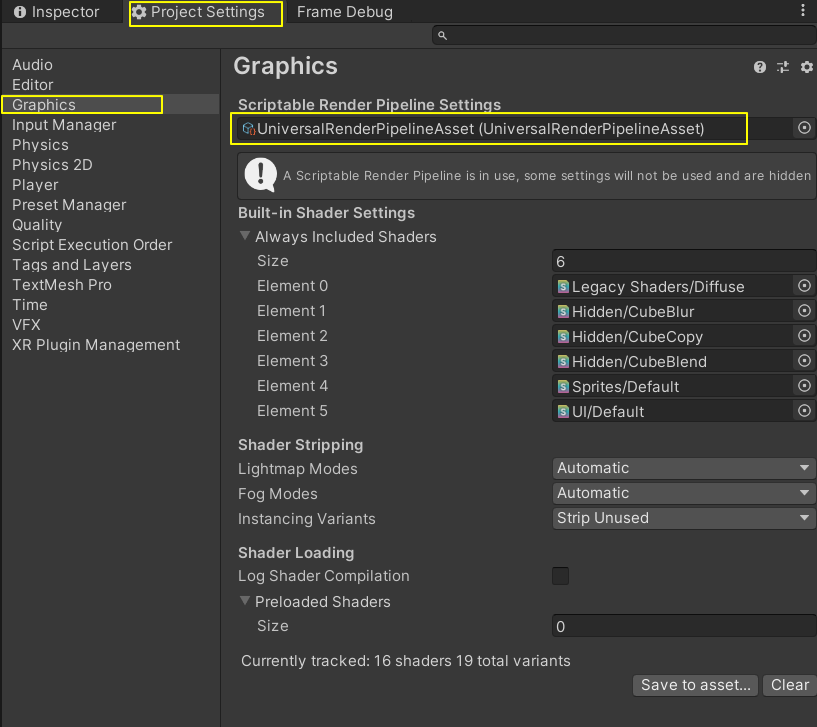 Inspector
Project Settings
Frame Debug
Audio
Editor
Graphics
Input Manager
Physics
Physics 2D
Player
Preset Manager
Quality
Script Execution Order
Tags and Layers
TextMesh Pro
Time
VFX
XR Plugin Management
Graphics
Scriptable Render Pipeline Settings
UniversalRenderPipelineAsset (UniversalRenderPipelineAsset)
A Scriptable Render Pipeline is in use, some settings will not be used and are hidden
Built-in Shader Settings
Always Included Shaders
Size 6
Element 0 Legacy Shaders/Diffuse
Element 1 Hidden/CubeBlur
Element 2 Hidden/CubeCopy
Element 3 Hidden/CubeBlend
Element 4 Sprites/Default
Element 5 UI/Default
Shader Stripping
Lightmap Modes Automatic
Fog Modes Automatic
Instancing Variants Strip Unused
Shader Loading
Log Shader Compilation
Preloaded Shaders
Size 0
Currently tracked: 16 shaders 19 total variants
Save to asset... Clear